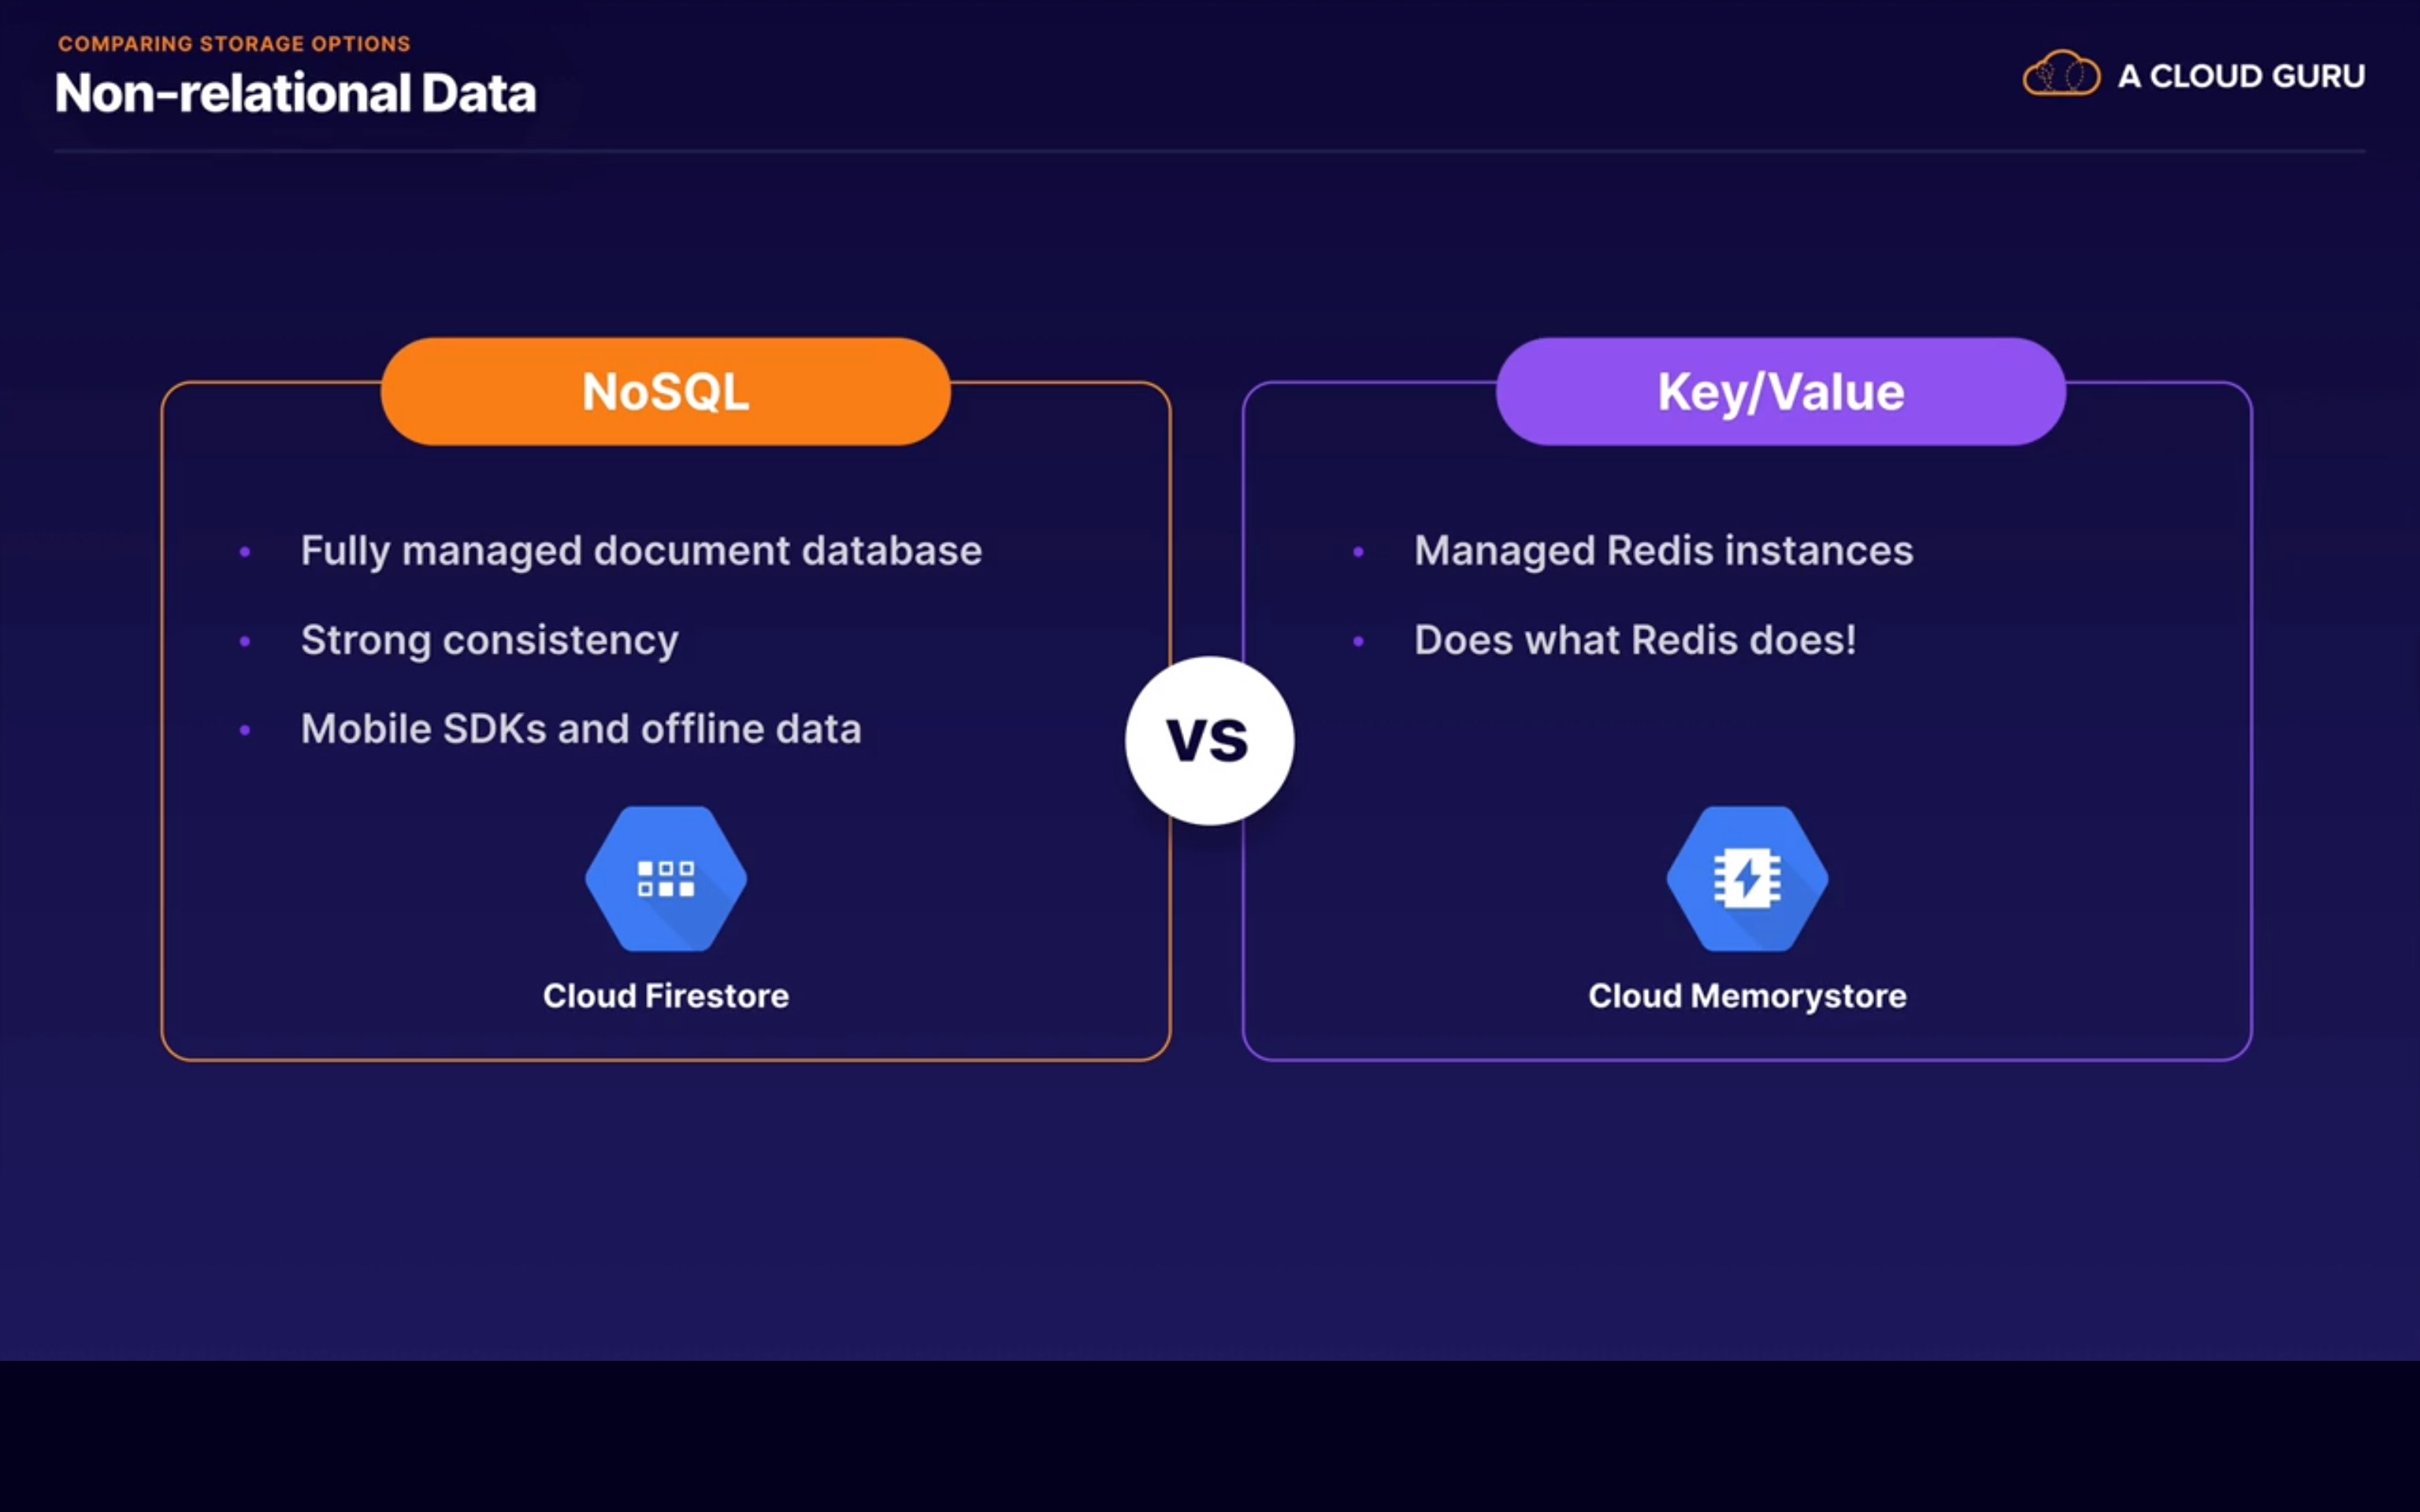 COMPARING STORAGE OPTIONS
Non-relational Data
A CLOUD GURU
NoSQL
• Fully managed document database
• Strong consistency
• Mobile SDKs and offline data
Cloud Firestore
VS
Key/Value
• Managed Redis instances
• Does what Redis does!
Cloud Memorystore